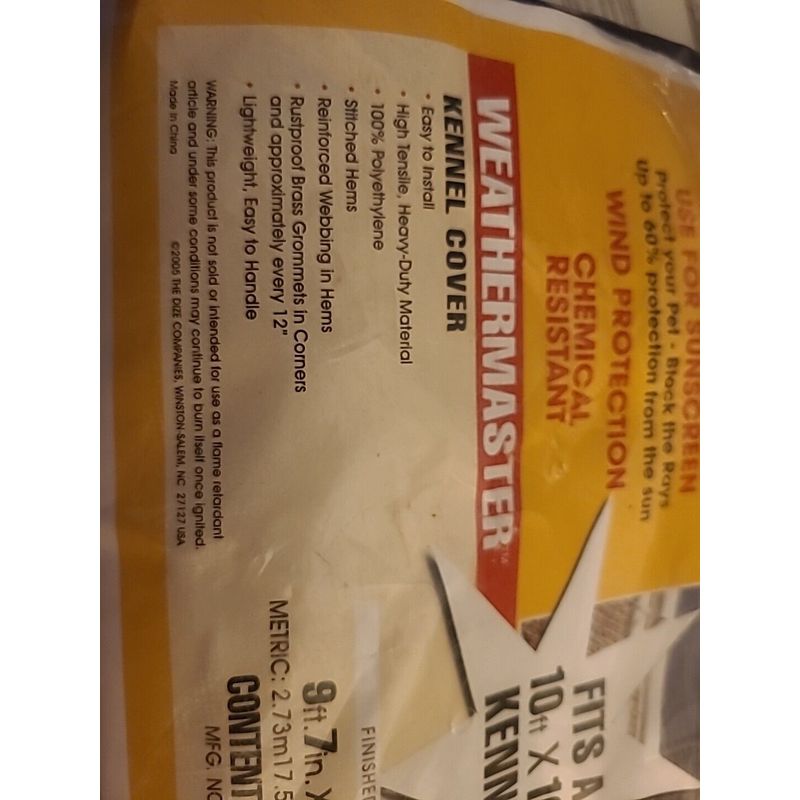 USE FOR SUNSCREEN
Protect your Pet - Block the Rays
Up to 60% protection from the sun
WIND PROTECTION
CHEMICAL
RESISTANT
WEATHERMASTER™
KENNEL COVER
• Easy to Install
• High Tensile, Heavy-Duty Material
• 100% Polyethylene
• Stitched Hems
• Reinforced Webbing in Hems
• Rustproof Brass Grommets in Corners
and approximately every 12"
• Lightweight, Easy to Handle
WARNING: This product is not sold or intended for use as a flame retardant
article and under some conditions may continue to burn itself once ignited.
Made in China
©2005 THE DIZE COMPANIES, WINSTON-SALEM, NC 27127 USA
FITS A
10ft X 1
KENN
FINISHE
9ft. 7in. X
METRIC: 2.73m
CONTENT
MFG. NO